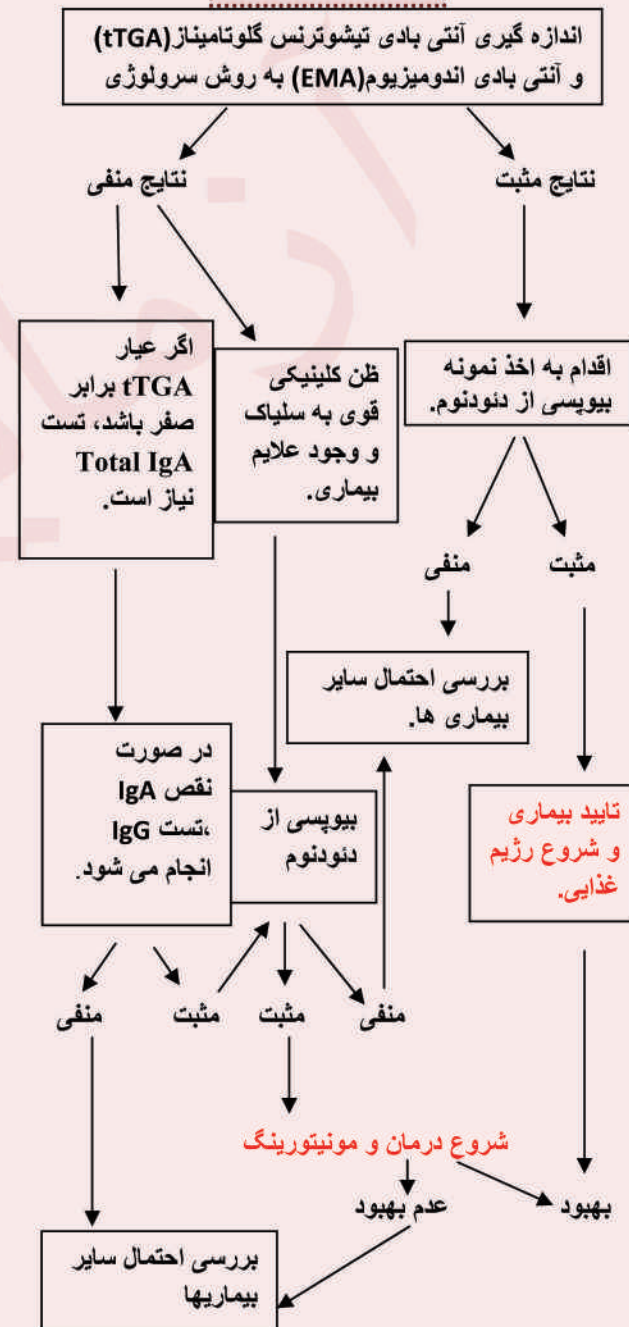 اندازه گیری آنتی بادی تیشوترنس گلوتامیناز(tTGA)
و آنتی بادی اندومیزیوم(EMA) به روش سرولوژی
نتایج مثبت
نتایج منفی
اقدام به اخذ نمونه
بیوپسی از دئودنوم.
ظن کلینیکی
قوی به سلیاک
و وجود علایم
بیماری.
اگر عیار
tTGA برابر
صفر باشد، تست
Total IgA
نیاز است.
مثبت
منفی
بررسی احتمال سایر
بیماری ها.
تایید بیماری
و شروع رژیم
غذایی.
بیوپسی از
دئودنوم
در صورت
نقص IgA
،تست IgG
انجام می شود.
منفی
مثبت
مثبت
منفی
شروع درمان و مونیتورینگ
بهبود
عدم بهبود
بررسی احتمال سایر
بیماریها